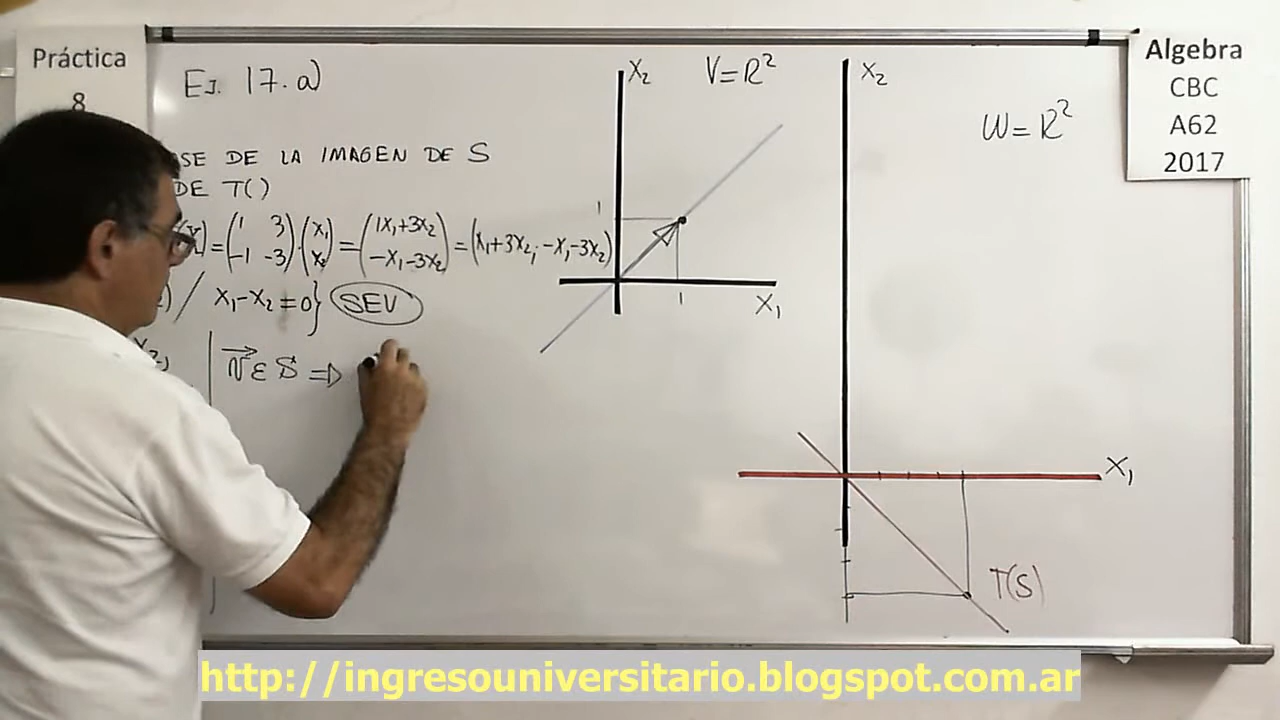 Práctica
8
EJ. 17.a)
ASE DE LA IMAGEN DE S
DE T()
(X)=(1 3 -1 -3)·(X₁ X₂)=(1X₁+3X₂ -X₁-3X₂)=(X₁+3X₂; -X₁-3X₂)
)/ X₁-X₂=0} SEV
X₂
V ∈ S ⇒
X₂
V=R²
1
1
X₁
X₂
W=R²
X₁
T(S)
Algebra
CBC
A62
2017
http://ingresouniversitario.blogspot.com.ar